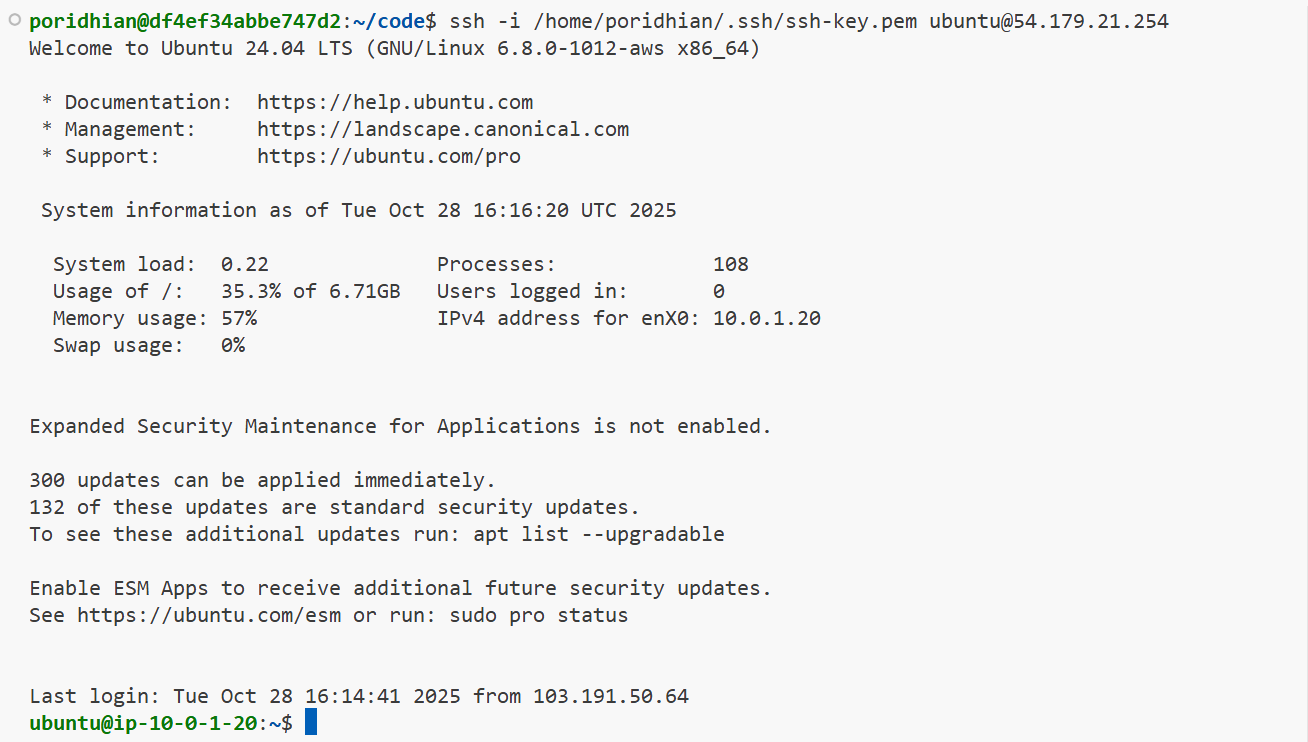 poridhian@df4ef34abbe747d2:~/code$ ssh -i /home/poridhian/.ssh/ssh-key.pem ubuntu@54.179.21.254
Welcome to Ubuntu 24.04 LTS (GNU/Linux 6.8.0-1012-aws x86_64)
 * Documentation:  https://help.ubuntu.com
 * Management:     https://landscape.canonical.com
 * Support:        https://ubuntu.com/pro
 System information as of Tue Oct 28 16:16:20 UTC 2025
  System load:  0.22              Processes:             108
  Usage of /:   35.3% of 6.71GB   Users logged in:       0
  Memory usage: 57%               IPv4 address for enX0: 10.0.1.20
  Swap usage:   0%
Expanded Security Maintenance for Applications is not enabled.
300 updates can be applied immediately.
132 of these updates are standard security updates.
To see these additional updates run: apt list --upgradable
Enable ESM Apps to receive additional future security updates.
See https://ubuntu.com/esm or run: sudo pro status
Last login: Tue Oct 28 16:14:41 2025 from 103.191.50.64
ubuntu@ip-10-0-1-20:~$